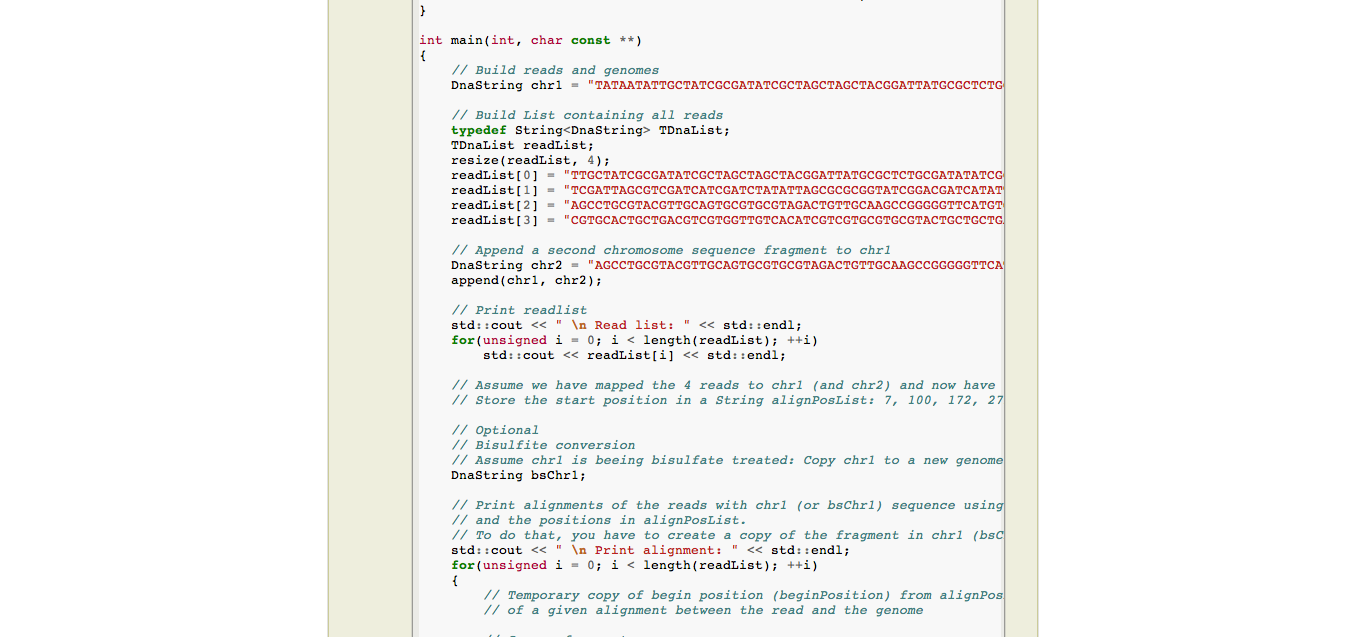 }
int main(int, char const **)
{
// Build reads and genomes
DnaString chr1 = "TATAATATTGCTATCGCGATATCGCTAGCTAGCTACGGATTATGCGCTCTG
// Build List containing all reads
typedef String<DnaString> TDnaList;
TDnaList readList;
resize(readList, 4);
readList[0] = "TTGCTATCGCGATATCGCTAGCTAGCTACGGATTATGCGCTCTGCGATATATCG
readList[1] = "TCGATTAGCGTCGATCATCGATCTATATTAGCGCGCGGTATCGGACGATCATAT
readList[2] = "AGCCTGCGTACGTTGCAGTGCGTGCGTAGACTGTTGCAAGCCGGGGGTTCATGT
readList[3] = "CGTGCACTGCTGACGTCGTGGTTGTCACATCGTCGTGCGTGCGTACTGCTGCTG
// Append a second chromosome sequence fragment to chr1
DnaString chr2 = "AGCCTGCGTACGTTGCAGTGCGTGCGTAGACTGTTGCAAGCCGGGGGTTCA
append(chr1, chr2);
// Print readlist
std::cout << " \n Read list: " << std::endl;
for(unsigned i = 0; i < length(readList); ++i)
std::cout << readList[i] << std::endl;
// Assume we have mapped the 4 reads to chr1 (and chr2) and now have
// Store the start position in a String alignPosList: 7, 100, 172, 27
// Optional
// Bisulfite conversion
// Assume chr1 is beeing bisulfate treated: Copy chr1 to a new genome
DnaString bsChr1;
// Print alignments of the reads with chr1 (or bsChr1) sequence using
// and the positions in alignPosList.
// To do that, you have to create a copy of the fragment in chr1 (bsC
std::cout << " \n Print alignment: " << std::endl;
for(unsigned i = 0; i < length(readList); ++i)
{
// Temporary copy of begin position (beginPosition) from alignPos
// of a given alignment between the read and the genome